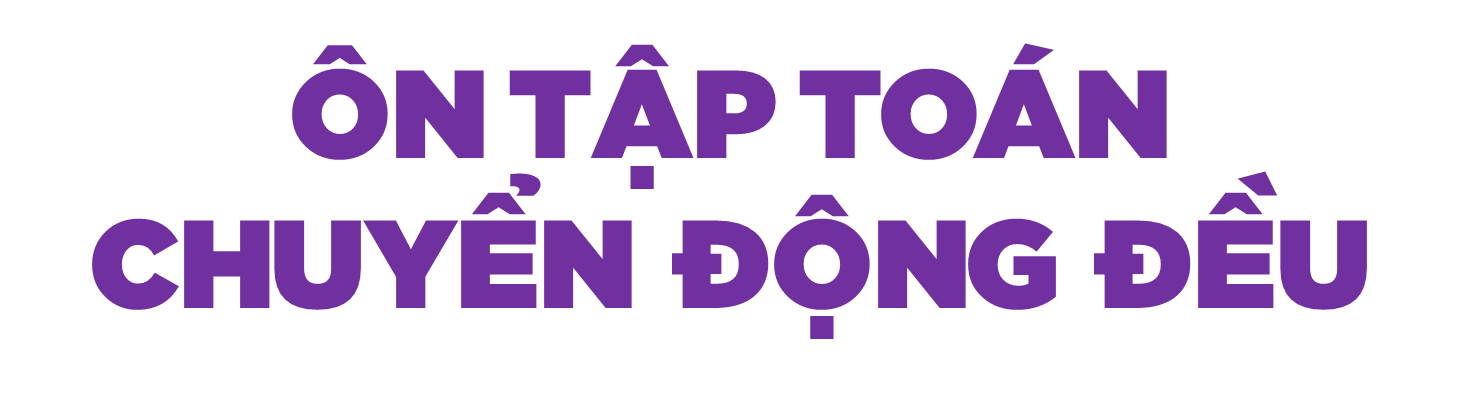 ÔN TẬP TOÁN
CHUYỂN ĐỘNG ĐỀU